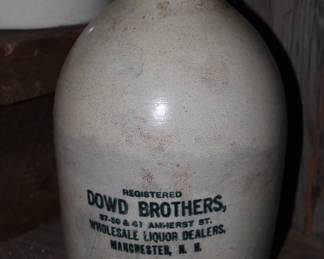 REGISTERED
DOWD BROTHERS,
37-39 & 41 AMHERST ST.
WHOLESALE LIQUOR DEALERS,
MANCHESTER, N. H.